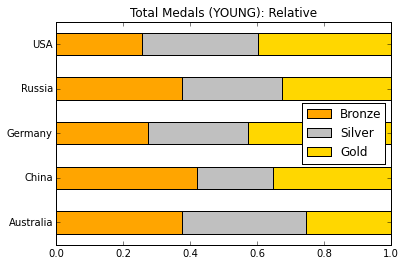 Total Medals (YOUNG): Relative
USA
Russia
Germany
China
Australia
Bronze
Silver
Gold
0.0 0.2 0.4 0.6 0.8 1.0